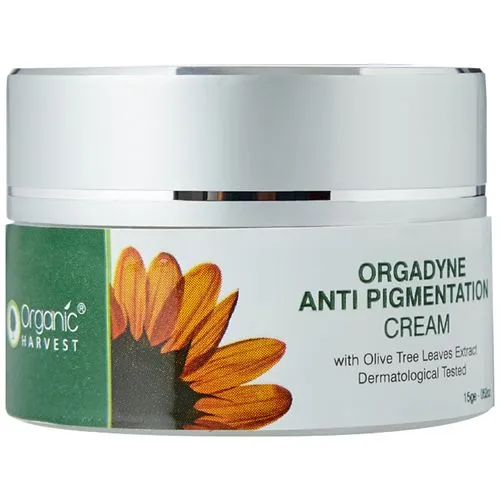 Organic®
HARVEST
ORGADYNE
ANTI PIGMENTATION
CREAM
with Olive Tree Leaves Extract
Dermatological Tested